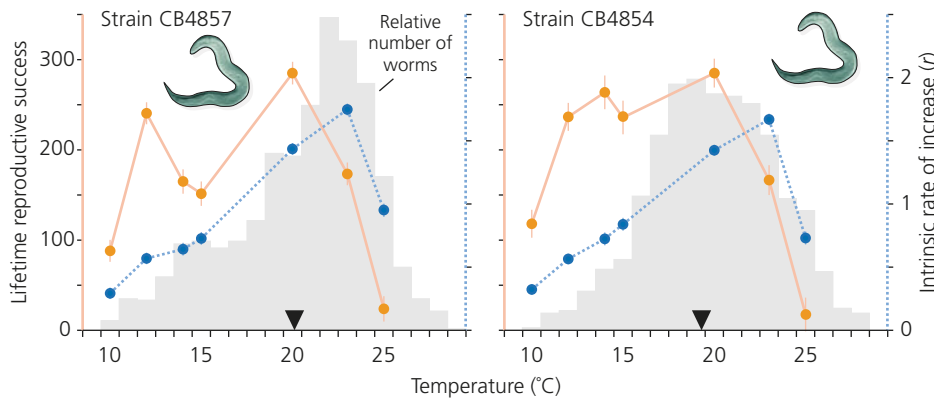 Strain CB4857
Relative
number of
worms
Strain CB4854
Lifetime reproductive success
300
200
100
0
10
15
20
25
10
15
20
25
2
1
0
Intrinsic rate of increase (r)
Temperature (˚C)